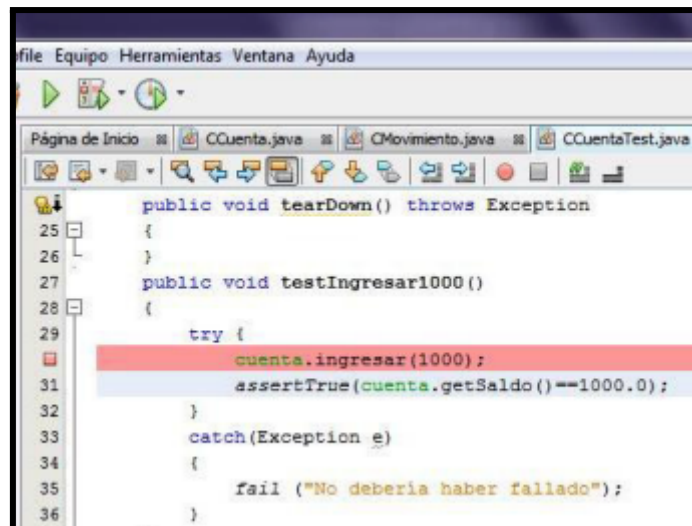 ofile Equipo Herramientas Ventana Ayuda
Página de Inicio CCuenta.java CMovimiento.java CCuentaTest.java
public void tearDown() throws Exception
25 {
26 }
27 public void testIngresar1000()
28 {
29 try {
cuenta.ingresar(1000);
31 assertTrue(cuenta.getSaldo()==1000.0);
32 }
33 catch(Exception e)
34 {
35 fail ("No debería haber fallado");
36 }